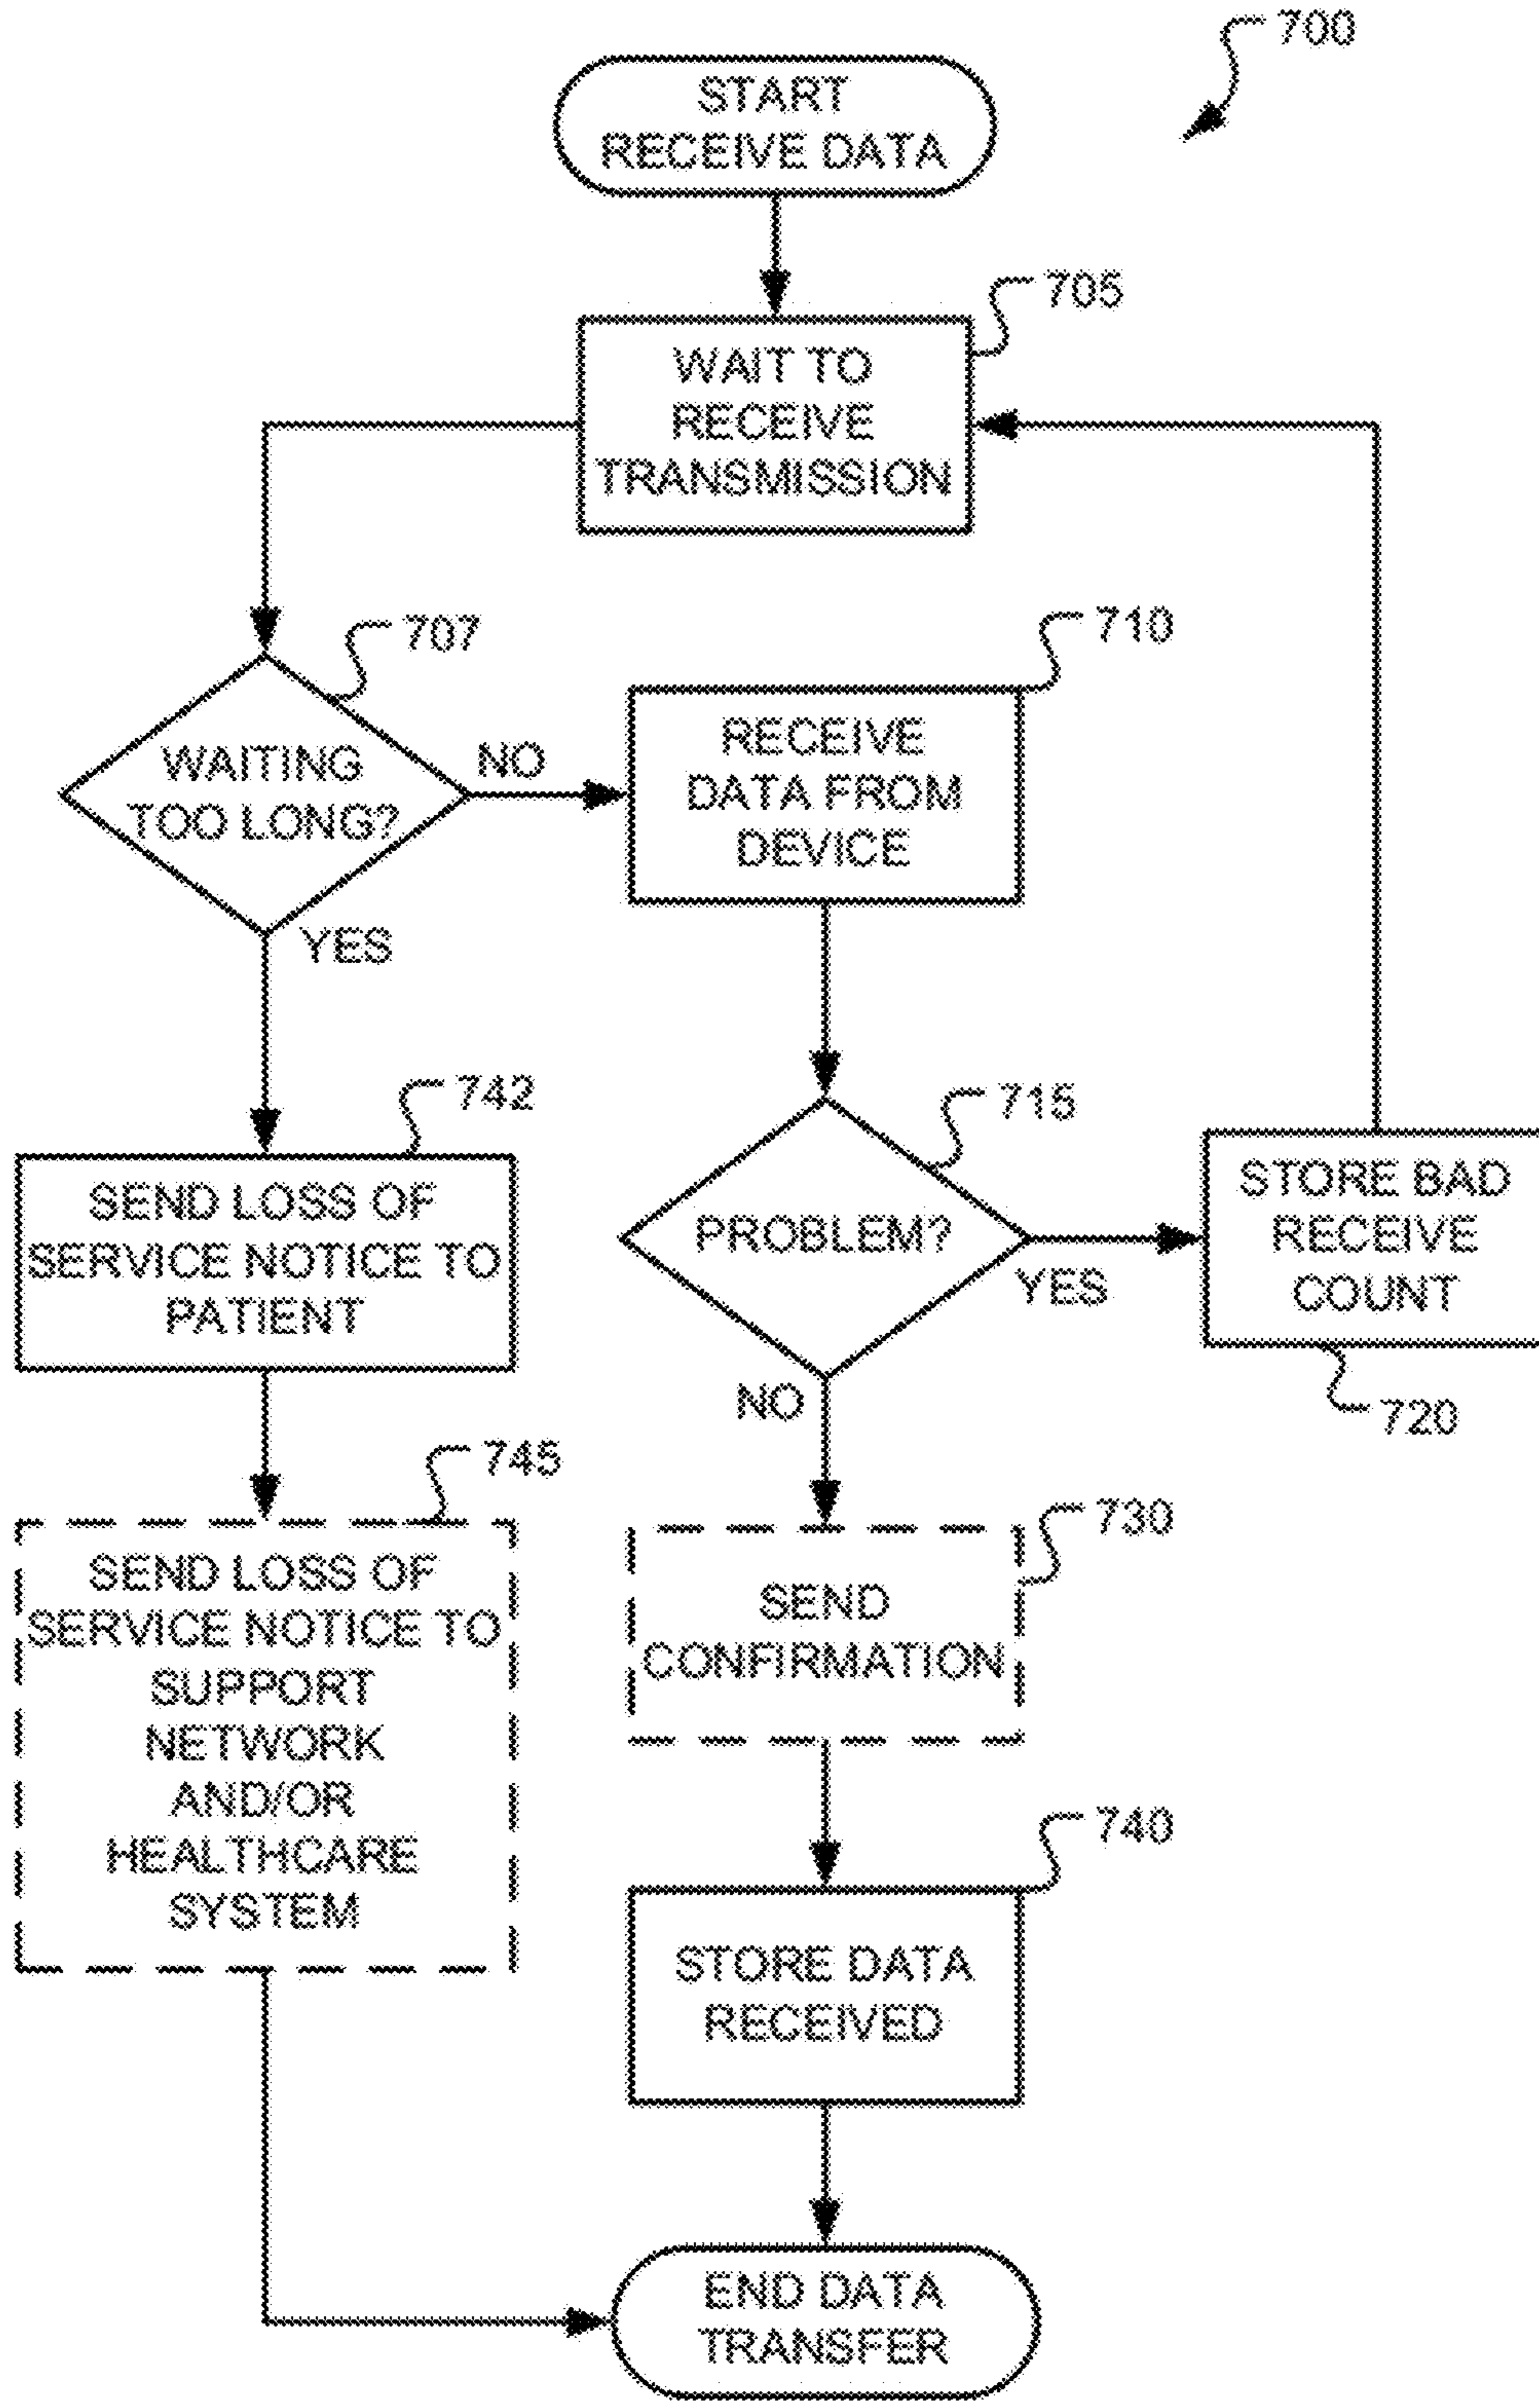 700
START
RECEIVE DATA
705
WAIT TO
RECEIVE
TRANSMISSION
707
WAITING
TOO LONG?
NO
YES
710
RECEIVE
DATA FROM
DEVICE
715
PROBLEM?
YES
NO
STORE BAD
RECEIVE
COUNT
720
742
SEND LOSS OF
SERVICE NOTICE TO
PATIENT
745
SEND LOSS OF
SERVICE NOTICE TO
SUPPORT
NETWORK
AND/OR
HEALTHCARE
SYSTEM
730
SEND
CONFIRMATION
740
STORE DATA
RECEIVED
END DATA
TRANSFER